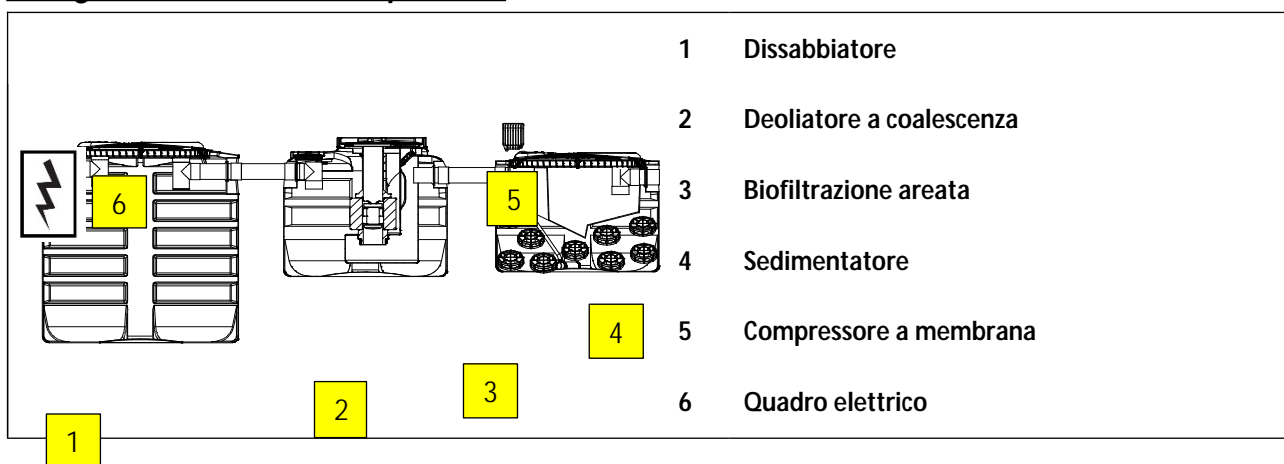 1 Dissabbiatore
2 Deoliatore a coalescenza
3 Biofiltrazione areata
4 Sedimentatore
5 Compressore a membrana
6 Quadro elettrico
6
5
4
3
2
1